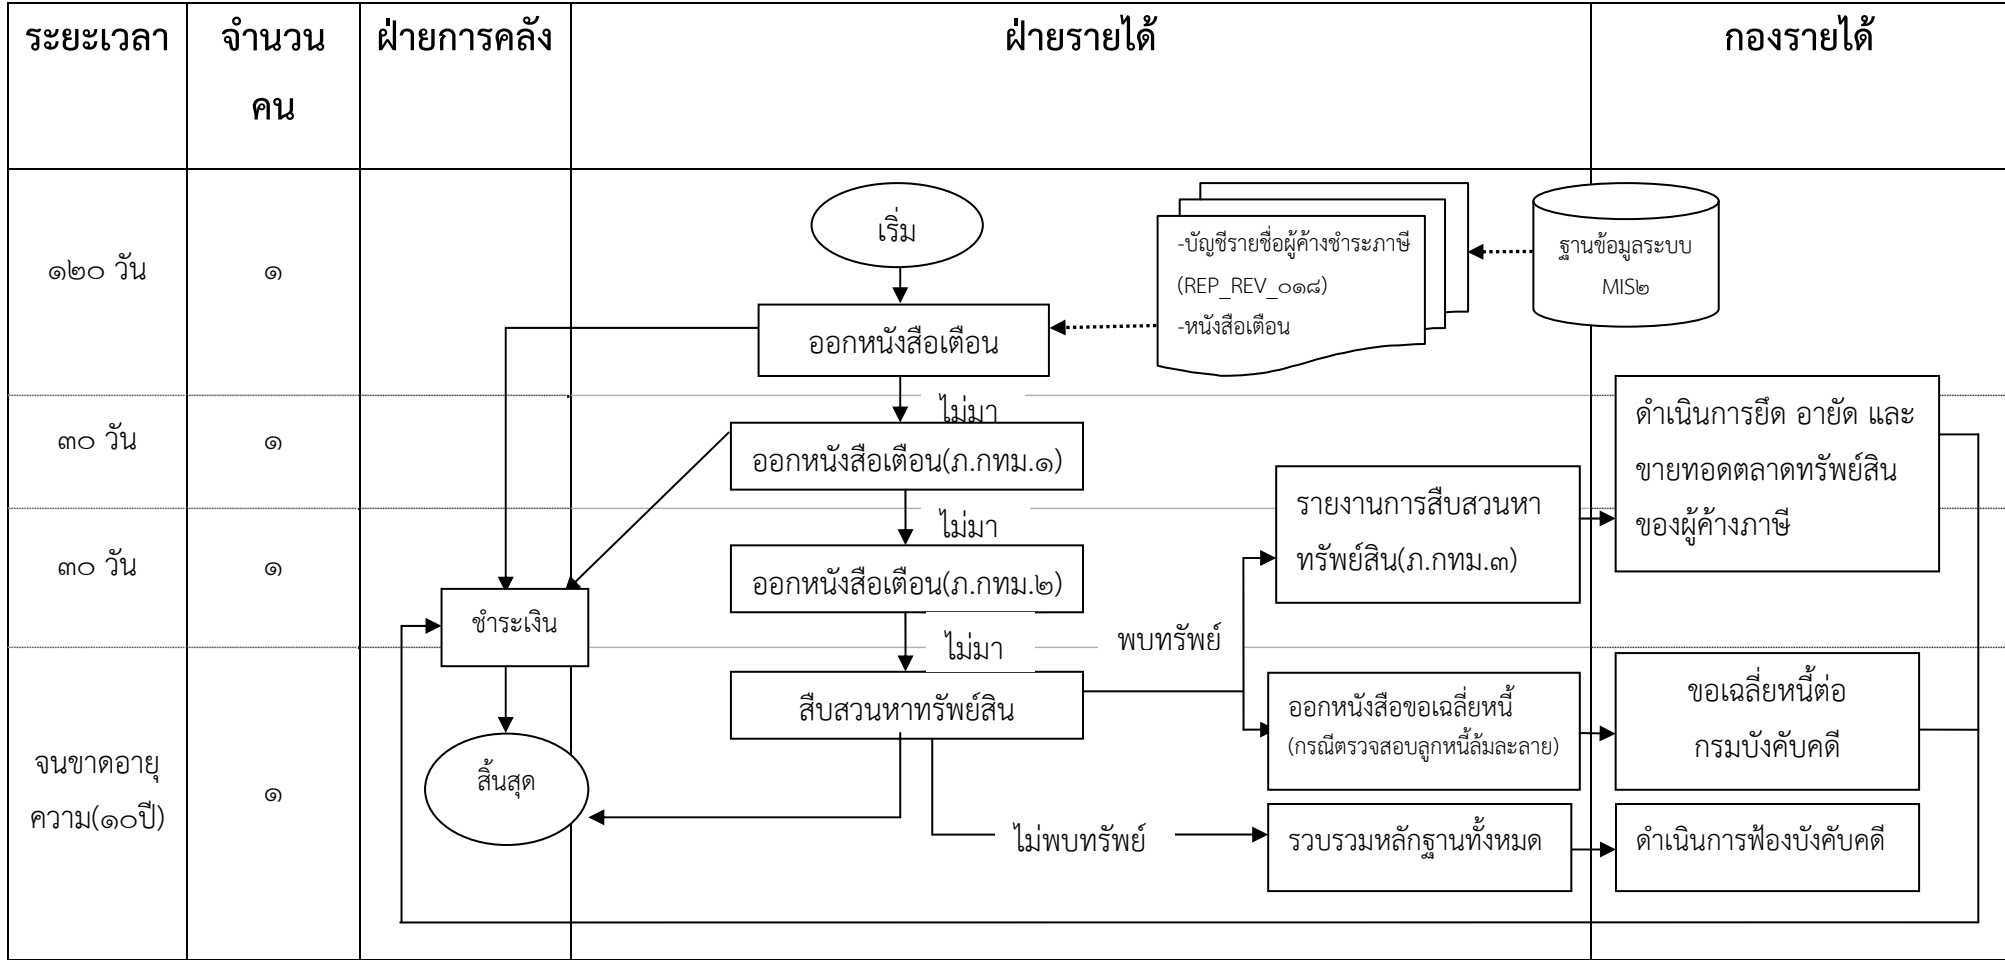 ระยะเวลา
จำนวน
คน
ฝ่ายการคลัง
ฝ่ายรายได้
กองรายได้
๑๒๐ วัน
๑
เริ่ม
-บัญชีรายชื่อผู้ค้างชำระภาษี
(REP_REV_๐๑๘)
-หนังสือเตือน
ฐานข้อมูลระบบ
MIS๒
ออกหนังสือเตือน
ไม่มา
๓๐ วัน
๑
ออกหนังสือเตือน(ภ.กทม.๑)
ไม่มา
ดำเนินการยึด อายัด และ
ขายทอดตลาดทรัพย์สิน
ของผู้ค้างภาษี
รายงานการสืบสวนหา
ทรัพย์สิน(ภ.กทม.๓)
๓๐ วัน
๑
ออกหนังสือเตือน(ภ.กทม.๒)
ชำระเงิน
ไม่มา
พบทรัพย์
สืบสวนหาทรัพย์สิน
ออกหนังสือขอเฉลี่ยหนี้
(กรณีตรวจสอบลูกหนี้ล้มละลาย)
ขอเฉลี่ยหนี้ต่อ
กรมบังคับคดี
จนขาดอายุ
ความ(๑๐ปี)
๑
สิ้นสุด
ไม่พบทรัพย์
รวบรวมหลักฐานทั้งหมด
ดำเนินการฟ้องบังคับคดี